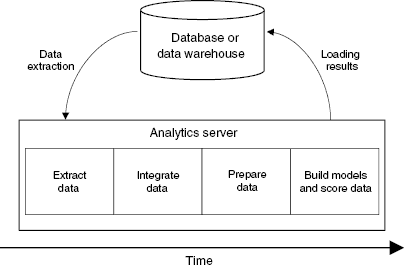 Database or
data warehouse
Data
extraction
Loading
results
Analytics server
Extract
data
Integrate
data
Prepare
data
Build models
and score data
Time